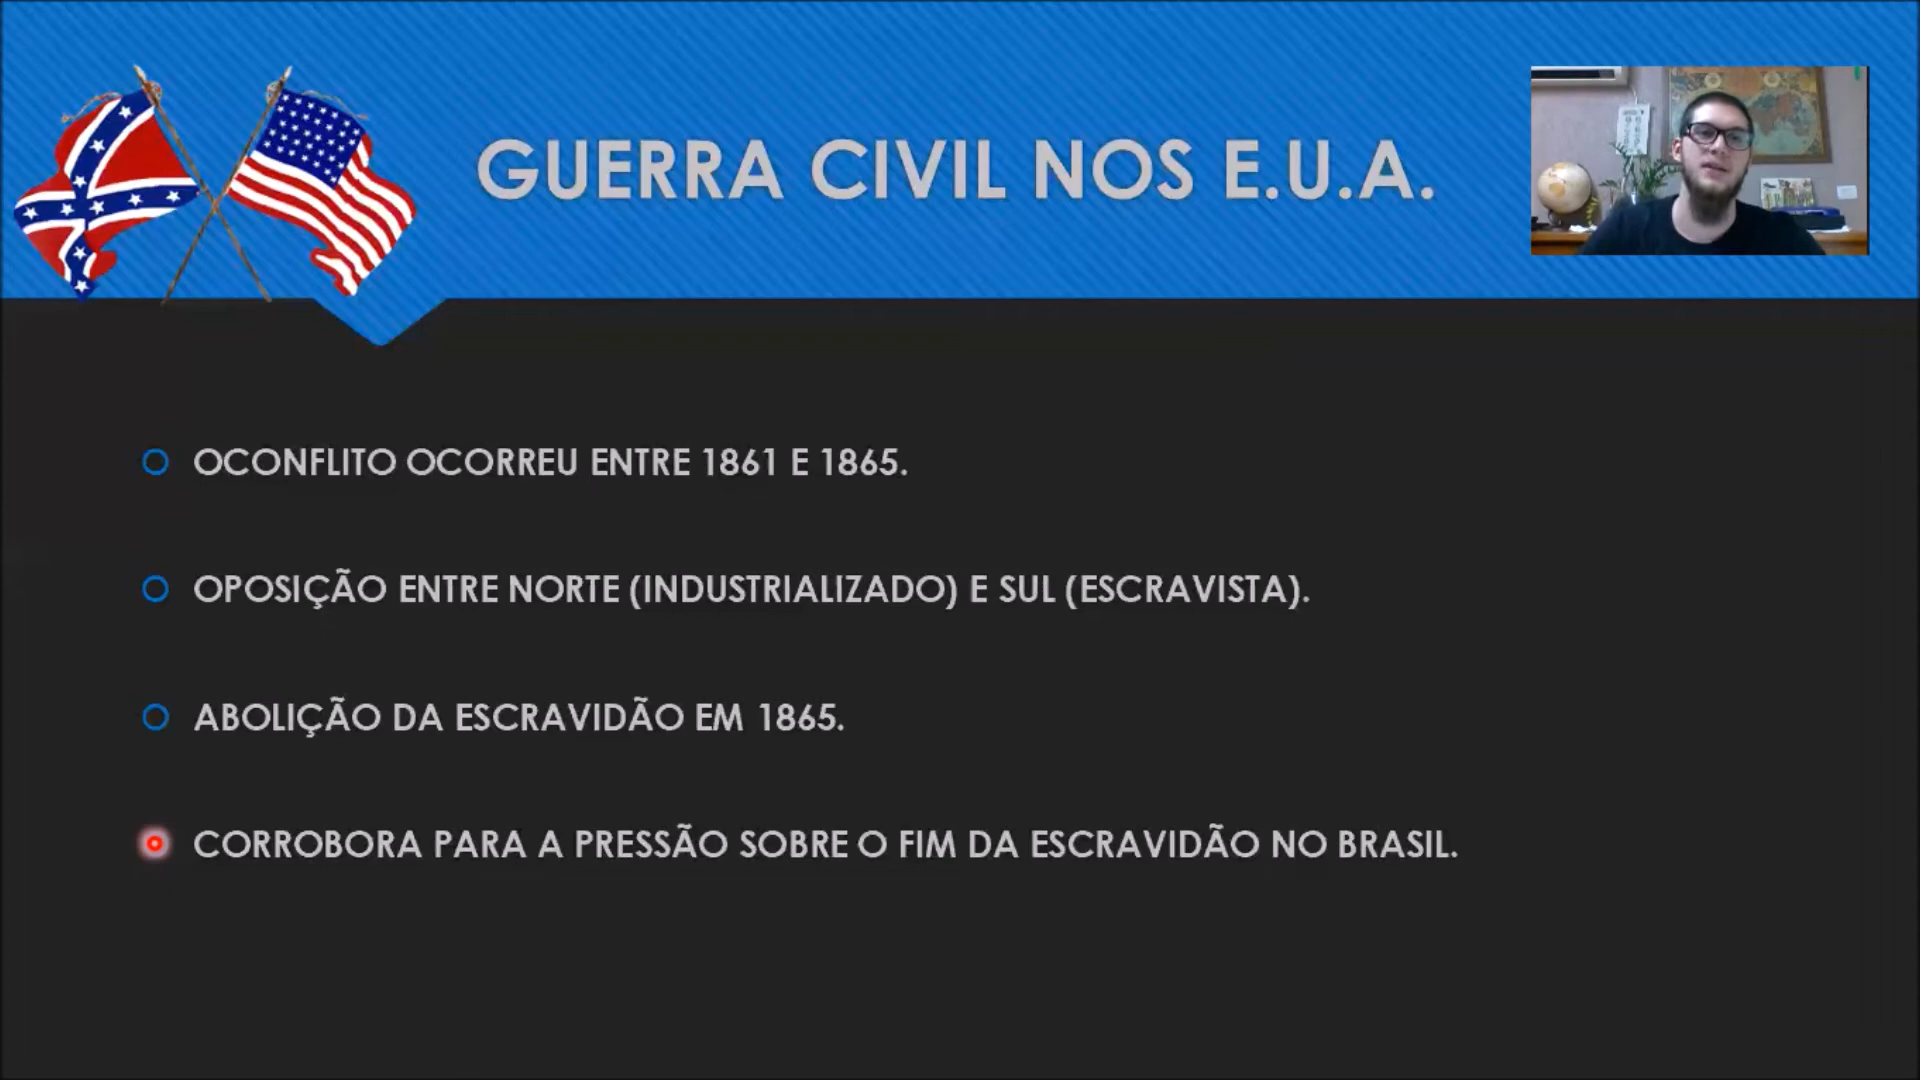 GUERRA CIVIL NOS E.U.A.
OCONFLITO OCORREU ENTRE 1861 E 1865.
OPOSIÇÃO ENTRE NORTE (INDUSTRIALIZADO) E SUL (ESCRAVISTA).
ABOLIÇÃO DA ESCRAVIDÃO EM 1865.
CORROBORA PARA A PRESSÃO SOBRE O FIM DA ESCRAVIDÃO NO BRASIL.